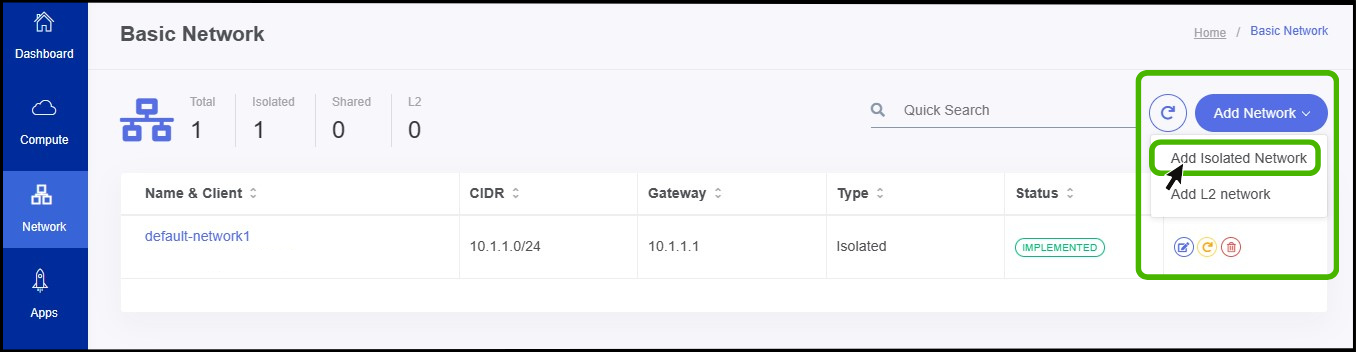 Dashboard
Compute
Network
Apps
Basic Network
Home / Basic Network
Total Isolated Shared L2
1 1 0 0
Quick Search
Add Network
Add Isolated Network
Add L2 network
Name & Client CIDR Gateway Type Status
default-network1 10.1.1.0/24 10.1.1.1 Isolated IMPLEMENTED